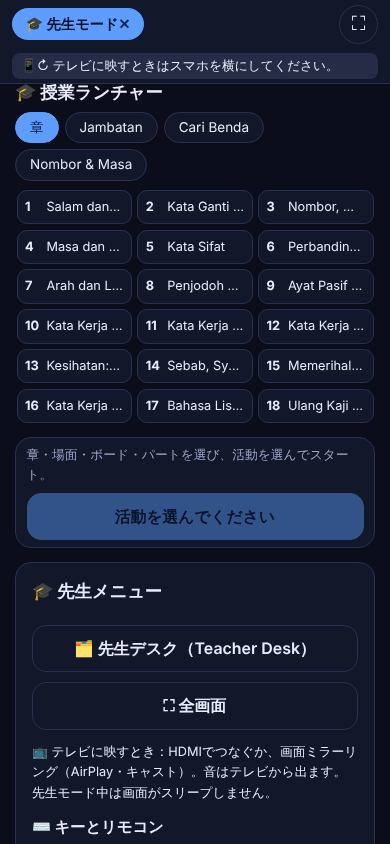 🎓 先生モード✕
📱↻ テレビに映すときはスマホを横にしてください。
🎓 授業ランチャー
章
Jambatan
Cari Benda
Nombor & Masa
1 Salam dan...
2 Kata Ganti ...
3 Nombor, ...
4 Masa dan ...
5 Kata Sifat
6 Perbandin...
7 Arah dan L...
8 Penjodoh ...
9 Ayat Pasif ...
10 Kata Kerja ...
11 Kata Kerja ...
12 Kata Kerja ...
13 Kesihatan:...
14 Sebab, Sy...
15 Memerihal...
16 Kata Kerja ...
17 Bahasa Lis...
18 Ulang Kaji ...
章・場面・ボード・パートを選び、活動を選んでスター
ト。
活動を選んでください
🎓 先生メニュー
🗂️ 先生デスク（Teacher Desk）
⛶ 全画面
📺 テレビに映すとき：HDMIでつなぐか、画面ミラーリ
ング（AirPlay・キャスト）。音はテレビから出ます。
先生モード中は画面がスリープしません。
⌨️ キーとリモコン